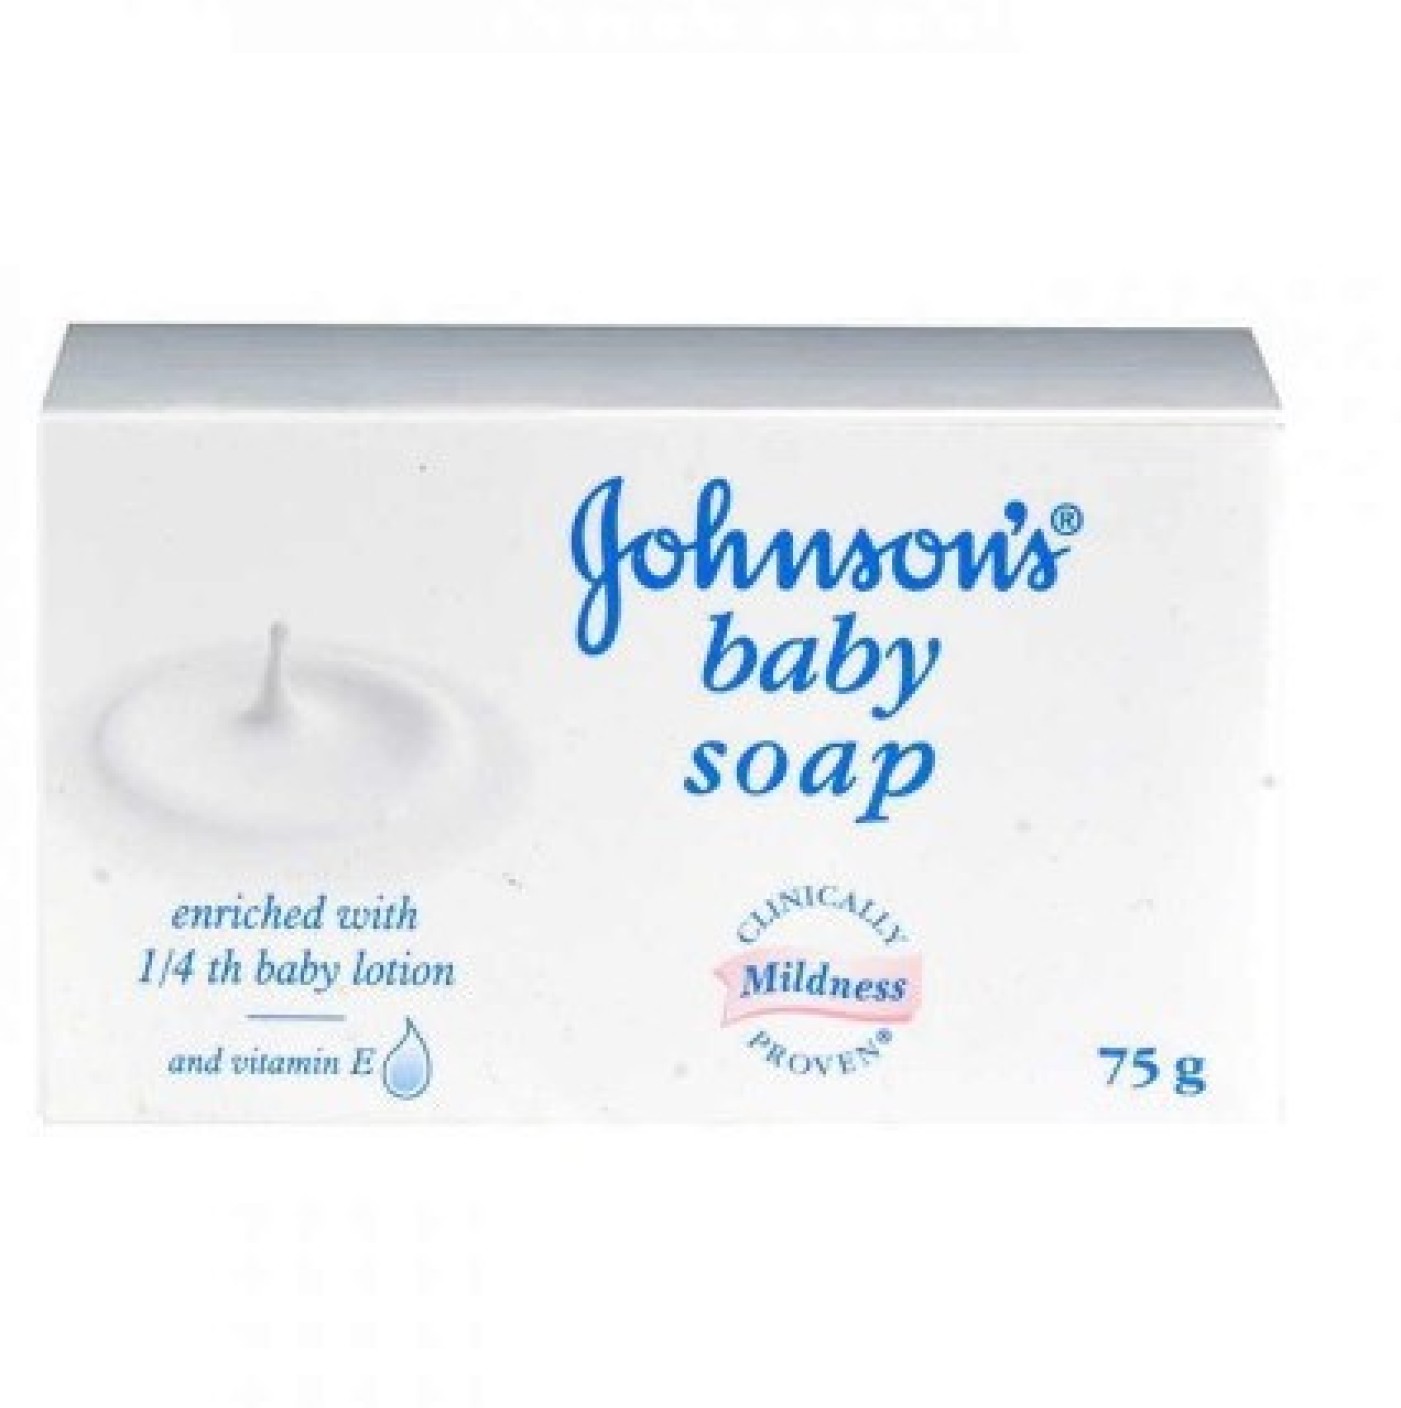 Johnson's®
baby
soap
enriched with
1/4 th baby lotion
and vitamin E
CLINICALLY
Mildness
PROVEN®
75 g